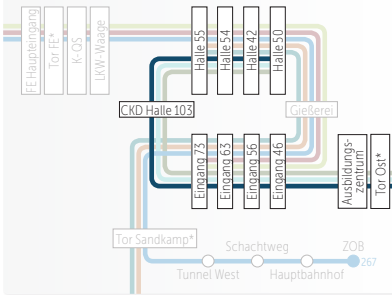 FE Haupteingang
Tor FE*
K-QS
LKW-Waage
Halle 55
Halle 54
Halle 42
Halle 50
CKD Halle 103
Gießerei
Eingang 73
Eingang 63
Eingang 56
Eingang 46
Ausbildungs-
zentrum
Tor Ost*
Tor Sandkamp*
Schachtweg
ZOB
267
Tunnel West
Hauptbahnhof